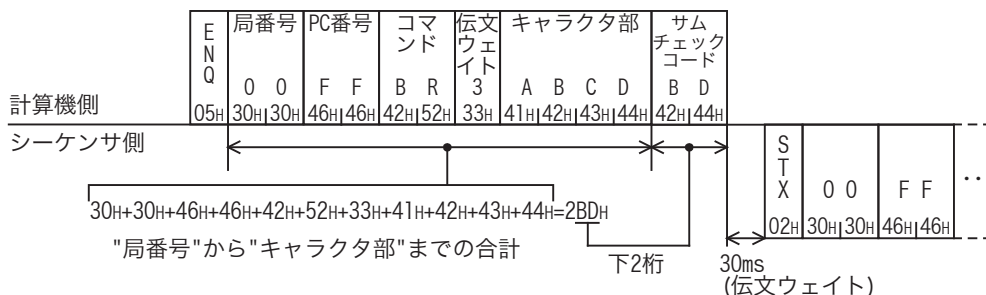 ENQ
局番号
PC番号
コマンド
伝文ウェイト
キャラクタ部
サムチェックコード
0 0 F F B R 3 A B C D B D
計算機側
05H 30H 30H 46H 46H 42H 52H 33H 41H 42H 43H 44H 42H 44H
シーケンサ側
STX
0 0 F F ‥
02H 30H 30H 46H 46H
30H+30H+46H+46H+42H+52H+33H+41H+42H+43H+44H=2BDH
"局番号"から"キャラクタ部"までの合計
下2桁
30ms
(伝文ウェイト)